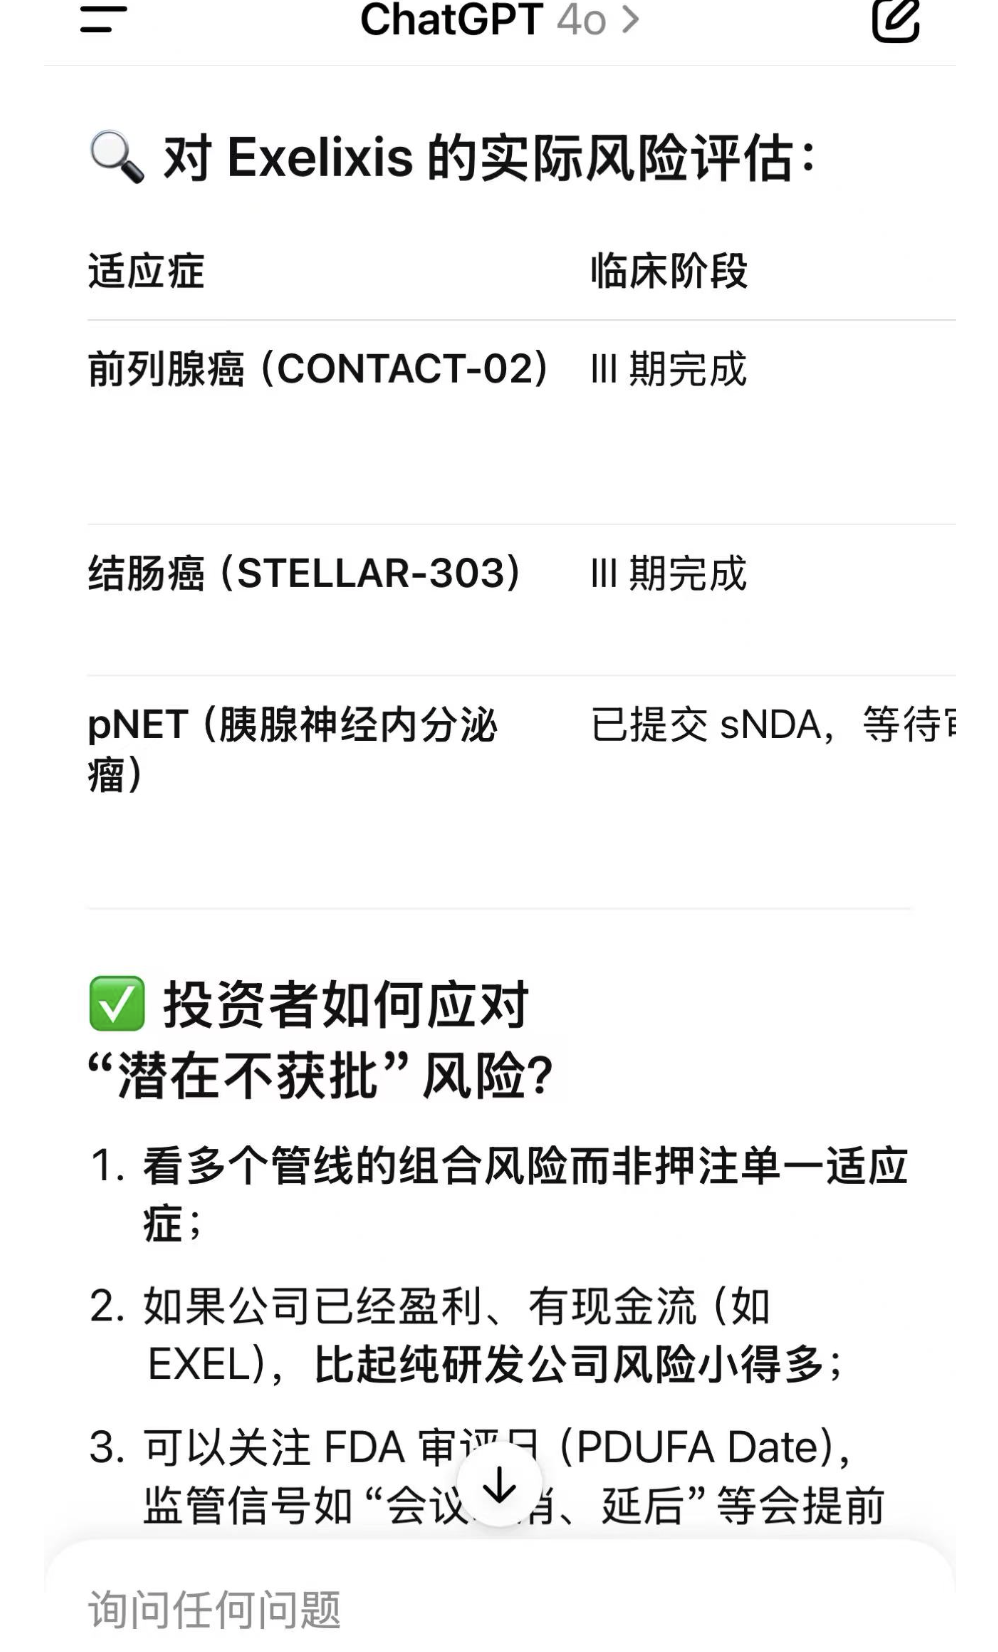 ChatGPT 4o >
🔍 对 Exelixis 的实际风险评估：
适应症 临床阶段
前列腺癌（CONTACT-02） III 期完成
结肠癌（STELLAR-303） III 期完成
pNET（胰腺神经内分泌 已提交 sNDA，等待
瘤）
✅ 投资者如何应对
“潜在不获批” 风险？
1. 看多个管线的组合风险而非押注单一适应
症；
2. 如果公司已经盈利、有现金流（如
EXEL），比起纯研发公司风险小得多；
3. 可以关注 FDA 审评日（PDUFA Date），
监管信号如 “会议 消、延后” 等会提前
询问任何问题